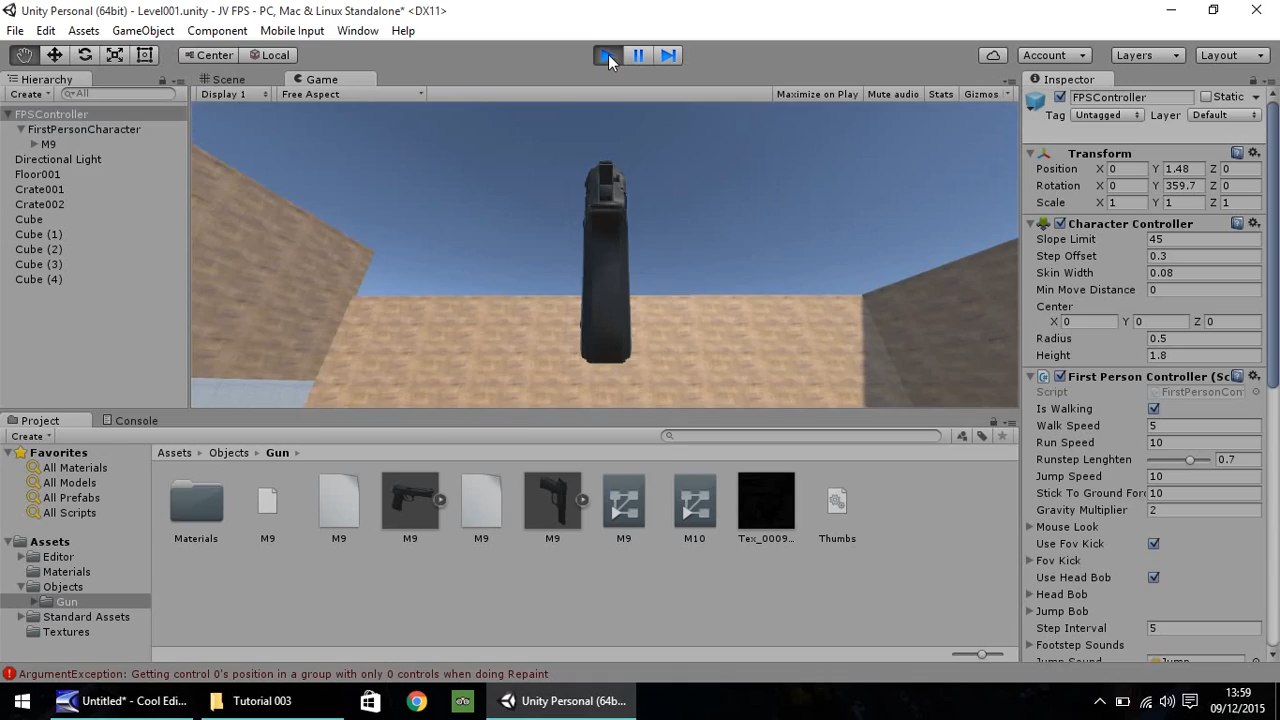 Unity Personal (64bit) - Level001.unity - JV FPS - PC, Mac & Linux Standalone* <DX11>
File Edit Assets GameObject Component Mobile Input Window Help
Center Local Account Layers Layout
Hierarchy Scene Game Inspector
Create All Display 1 Free Aspect Maximize on Play Mute audio Stats Gizmos FPSController Static
FPSController Tag Untagged Layer Default
FirstPersonCharacter
M9
Directional Light
Floor001
Crate001
Crate002
Cube
Cube (1)
Cube (2)
Cube (3)
Cube (4)
Transform
Position X 0 Y 1.48 Z 0
Rotation X 0 Y 359.7 Z 0
Scale X 1 Y 1 Z 1
Character Controller
Slope Limit 45
Step Offset 0.3
Skin Width 0.08
Min Move Distance 0
Center
X 0 Y 0 Z 0
Radius 0.5
Height 1.8
First Person Controller (Sc
Script FirstPersonCon
Is Walking
Walk Speed 5
Run Speed 10
Runstep Lenghten 0.7
Jump Speed 10
Stick To Ground For 10
Gravity Multiplier 2
Mouse Look
Use Fov Kick
Fov Kick
Use Head Bob
Head Bob
Jump Bob
Step Interval 5
Footstep Sounds
Jump Sound Jump
Project Console
Create
Favorites
All Materials
All Models
All Prefabs
All Scripts
Assets
Editor
Materials
Objects
Gun
Standard Assets
Textures
Assets Objects Gun
Materials M9 M9 M9 M9 M9 M9 M10 Tex_0009... Thumbs
ArgumentException: Getting control 0's position in a group with only 0 controls when doing Repaint
Untitled* - Cool Edi... Tutorial 003 Unity Personal (64b...
13:59
09/12/2015